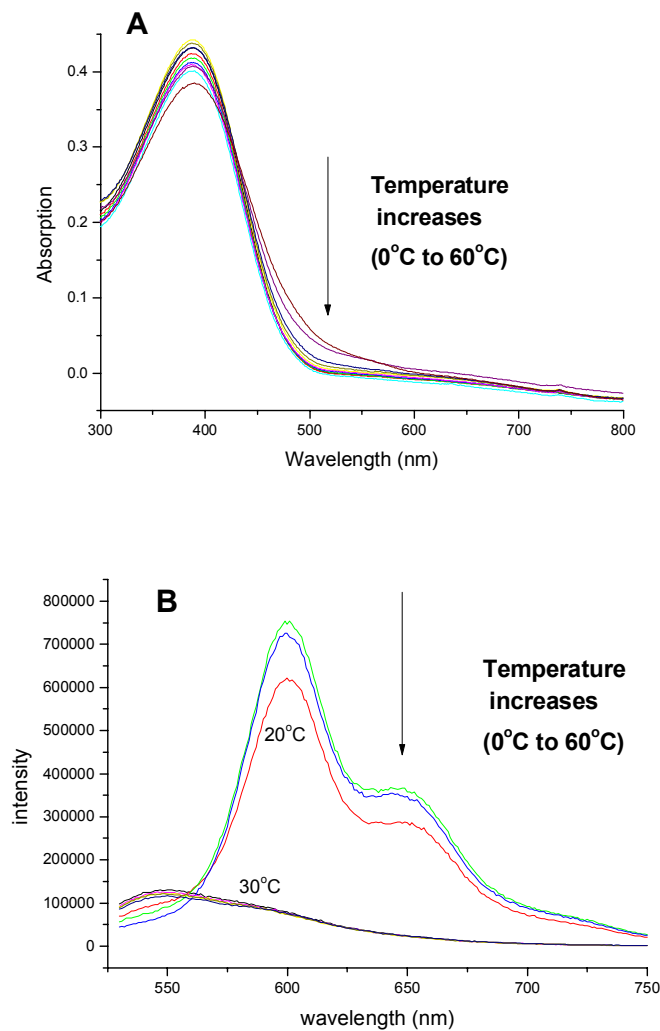 A
0.4
0.3
0.2
0.1
0.0
Absorption
Temperature
increases
(0°C to 60°C)
300 400 500 600 700 800
Wavelength (nm)
B
800000
700000
600000
500000
400000
300000
200000
100000
0
intensity
20°C
30°C
Temperature
increases
(0°C to 60°C)
550 600 650 700 750
wavelength (nm)